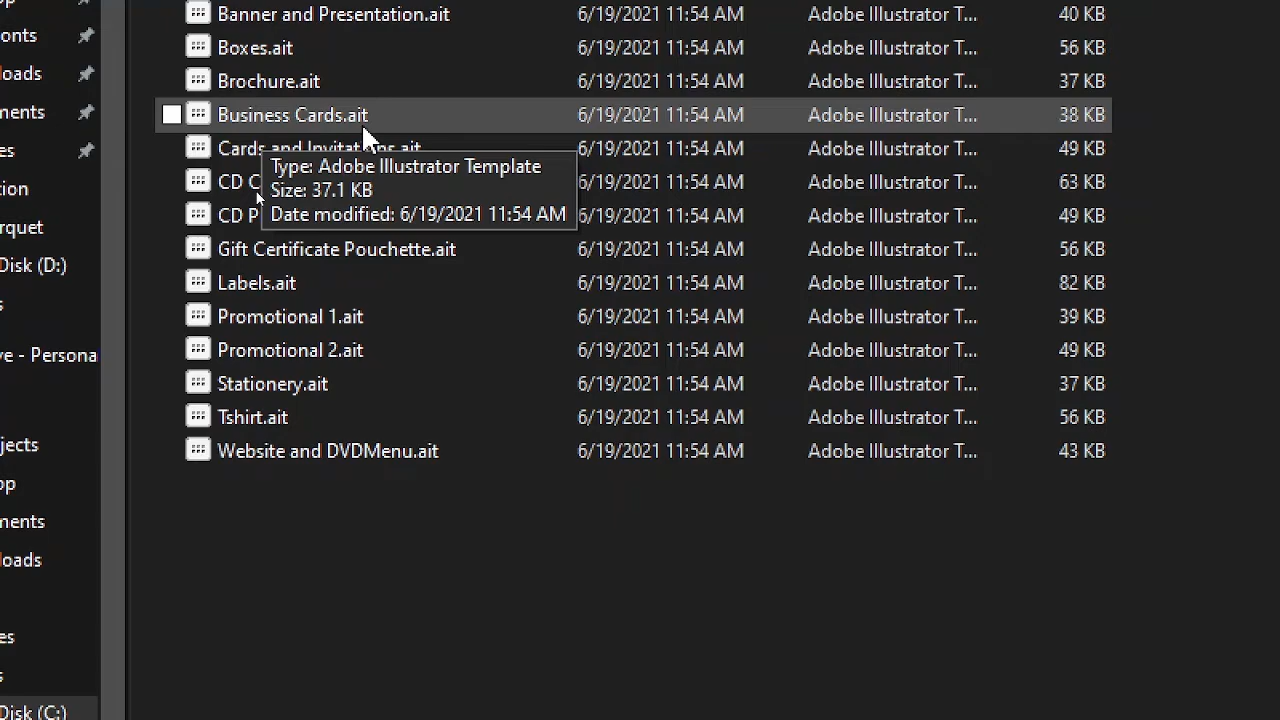 Banner and Presentation.ait 6/19/2021 11:54 AM Adobe Illustrator T... 40 KB
onts
Boxes.ait 6/19/2021 11:54 AM Adobe Illustrator T... 56 KB
loads
Brochure.ait 6/19/2021 11:54 AM Adobe Illustrator T... 37 KB
ments
Business Cards.ait 6/19/2021 11:54 AM Adobe Illustrator T... 38 KB
es
Cards and Invitations.ait 6/19/2021 11:54 AM Adobe Illustrator T... 49 KB
Type: Adobe Illustrator Template
tion
CD C 6/19/2021 11:54 AM Adobe Illustrator T... 63 KB
Size: 37.1 KB
rquet
CD P 6/19/2021 11:54 AM Adobe Illustrator T... 49 KB
Date modified: 6/19/2021 11:54 AM
Gift Certificate Pouchette.ait 6/19/2021 11:54 AM Adobe Illustrator T... 56 KB
Disk (D:)
Labels.ait 6/19/2021 11:54 AM Adobe Illustrator T... 82 KB
s
Promotional 1.ait 6/19/2021 11:54 AM Adobe Illustrator T... 39 KB
ve - Persona
Promotional 2.ait 6/19/2021 11:54 AM Adobe Illustrator T... 49 KB
Stationery.ait 6/19/2021 11:54 AM Adobe Illustrator T... 37 KB
Tshirt.ait 6/19/2021 11:54 AM Adobe Illustrator T... 56 KB
jects
Website and DVDMenu.ait 6/19/2021 11:54 AM Adobe Illustrator T... 43 KB
op
ments
loads
es
s
Disk (C:)